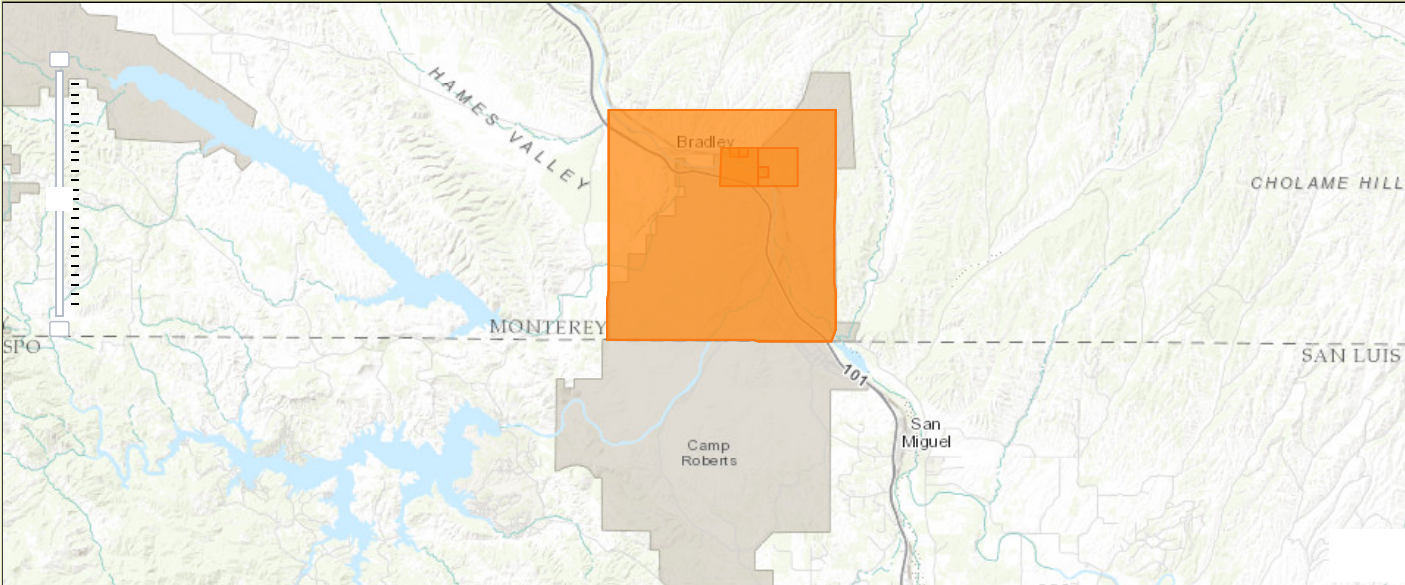 HAMES VALLEY
Bradley
CHOLAME HILL
MONTEREY
SPO
SAN LUIS
101
San
Miguel
Camp
Roberts